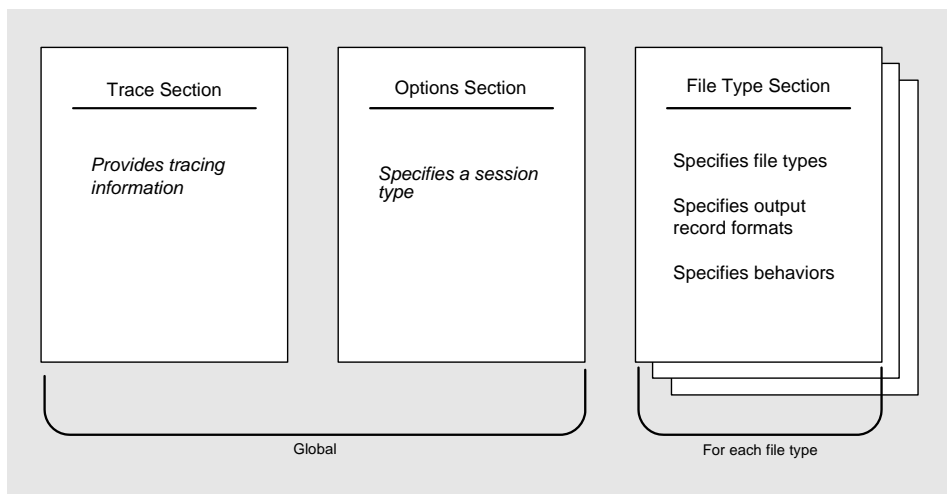 Trace Section
Provides tracing
information
Options Section
Specifies a session
type
File Type Section
Specifies file types
Specifies output
record formats
Specifies behaviors
Global
For each file type